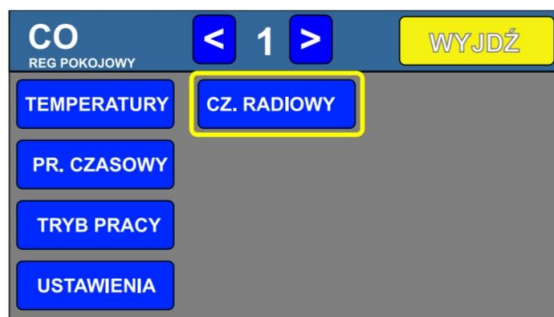 CO
REG POKOJOWY
< 1 >
WYJDŹ
TEMPERATURY
CZ. RADIOWY
PR. CZASOWY
TRYB PRACY
USTAWIENIA